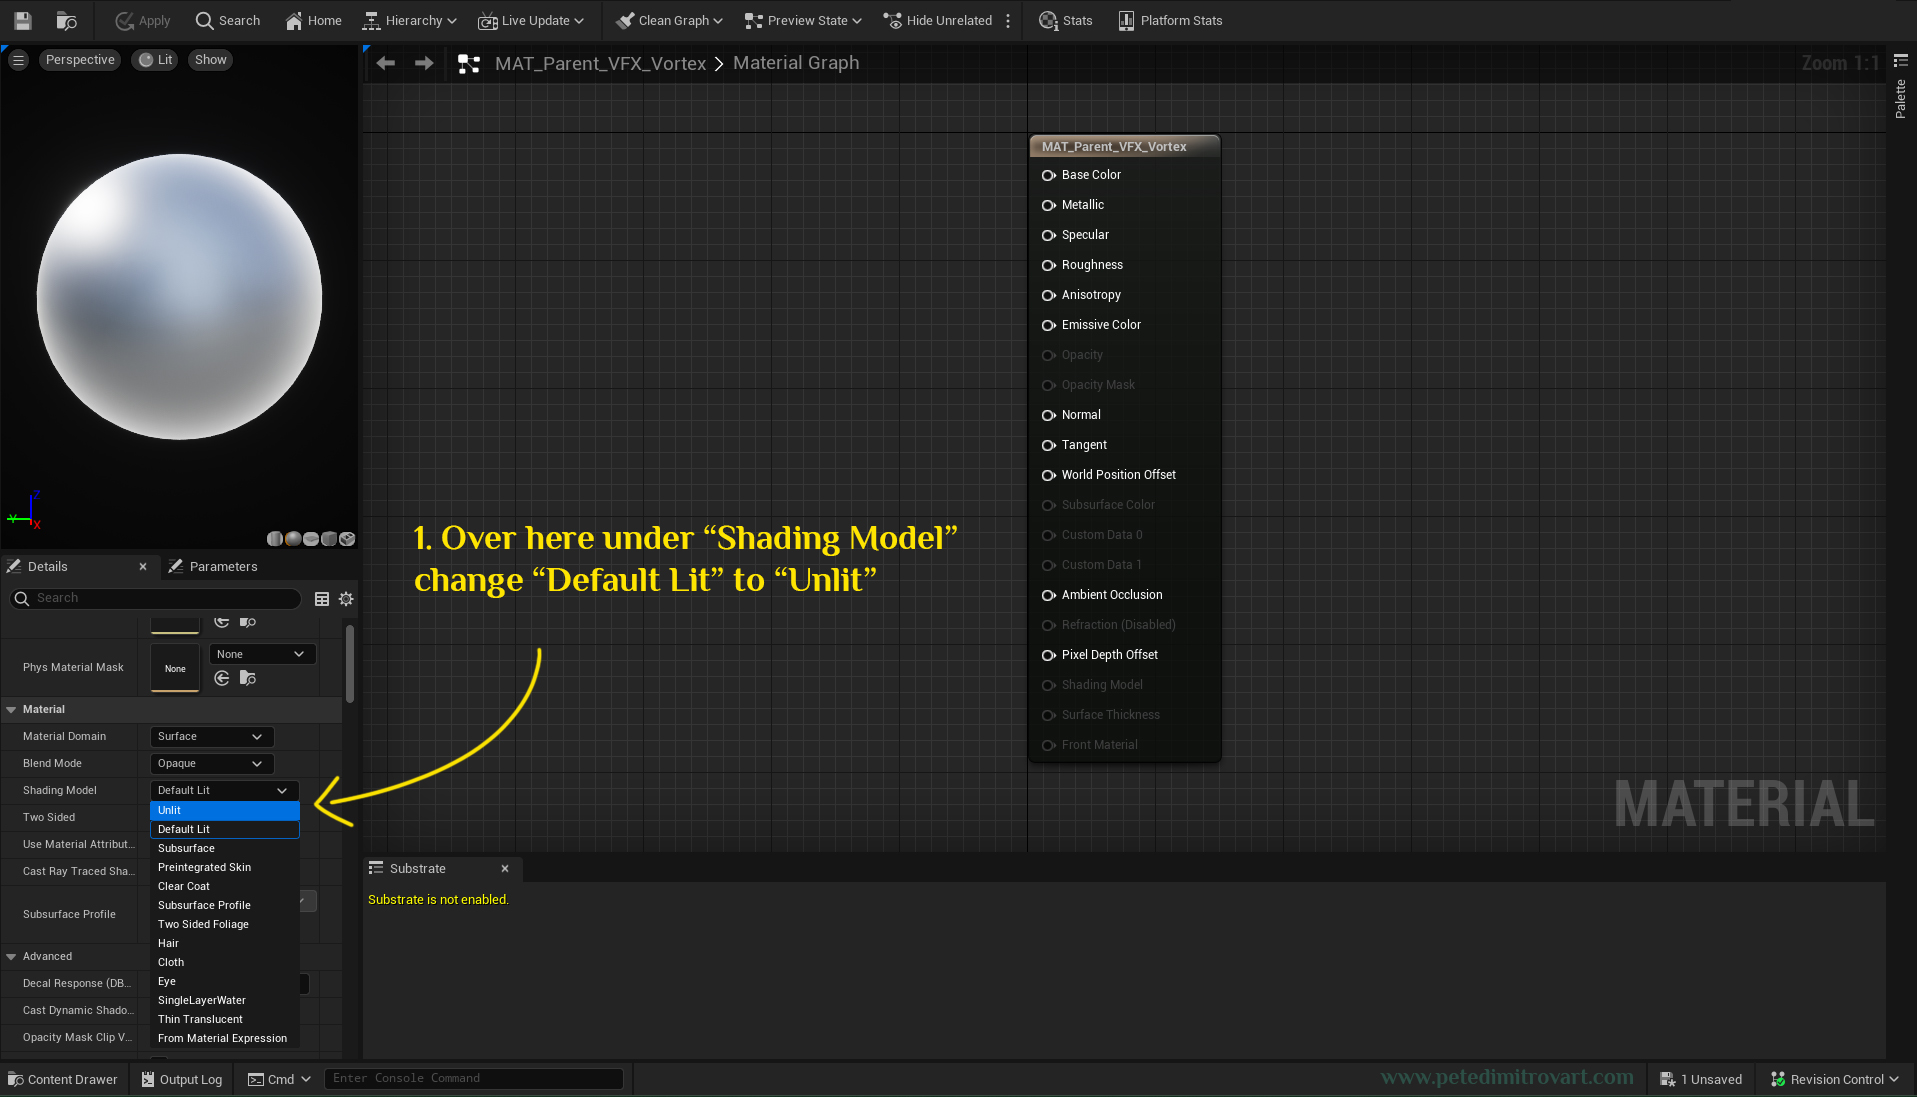 Apply
Search
Home
Hierarchy
Live Update
Clean Graph
Preview State
Hide Unrelated
Stats
Platform Stats
Perspective
Lit
Show
MAT_Parent_VFX_Vortex > Material Graph
Zoom 1:1
Palette
Z
Y
X
MAT_Parent_VFX_Vortex
Base Color
Metallic
Specular
Roughness
Anisotropy
Emissive Color
Opacity
Opacity Mask
Normal
Tangent
World Position Offset
Subsurface Color
Custom Data 0
Custom Data 1
Ambient Occlusion
Refraction (Disabled)
Pixel Depth Offset
Shading Model
Surface Thickness
Front Material
1. Over here under “Shading Model”
change “Default Lit” to “Unlit”
MATERIAL
Details
Parameters
Search
Phys Material Mask
None
None
Material
Material Domain
Surface
Blend Mode
Opaque
Shading Model
Default Lit
Two Sided
Use Material Attribut...
Cast Ray Traced Sha...
Subsurface Profile
Advanced
Decal Response (DB...
Cast Dynamic Shado...
Opacity Mask Clip V...
Unlit
Default Lit
Subsurface
Preintegrated Skin
Clear Coat
Subsurface Profile
Two Sided Foliage
Hair
Cloth
Eye
SingleLayerWater
Thin Translucent
From Material Expression
Substrate
Substrate is not enabled.
Content Drawer
Output Log
Cmd
Enter Console Command
www.petedimitrovart.com
1 Unsaved
Revision Control